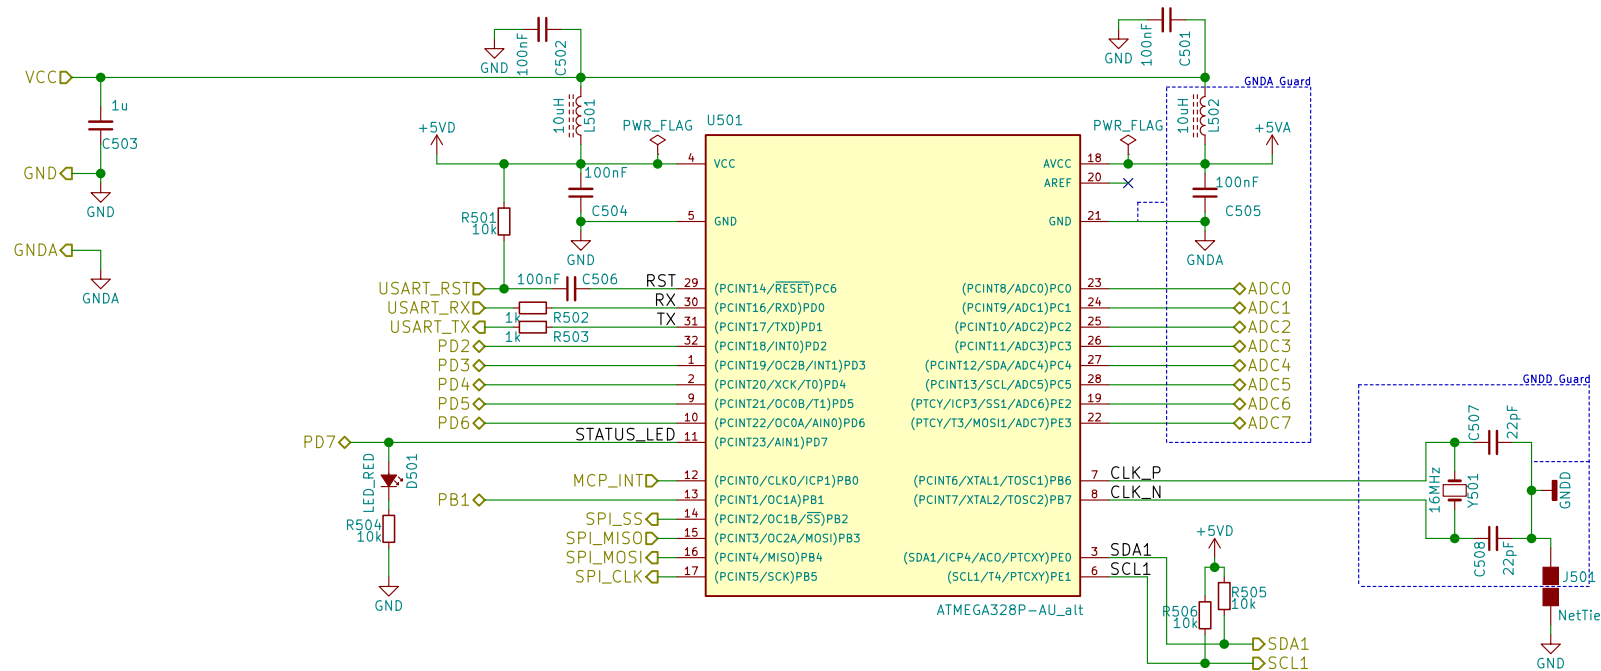 VCC
GND
GNDA
1u
C503
GND
GNDA
100nF
C502
GND
10uH
L501
+5VD
PWR_FLAG
100nF
C504
GND
R501
10k
100nF C506
USART_RST
USART_RX
USART_TX
1k R502
1k R503
RST
RX
TX
PD2
PD3
PD4
PD5
PD6
PD7
STATUS_LED
LED_RED
D501
R504
10k
GND
MCP_INT
PB1
SPI_SS
SPI_MISO
SPI_MOSI
SPI_CLK
U501
4 VCC
5 GND
29 (PCINT14/RESET)PC6
30 (PCINT16/RXD)PD0
31 (PCINT17/TXD)PD1
32 (PCINT18/INT0)PD2
1 (PCINT19/OC2B/INT1)PD3
2 (PCINT20/XCK/T0)PD4
9 (PCINT21/OC0B/T1)PD5
10 (PCINT22/OC0A/AIN0)PD6
11 (PCINT23/AIN1)PD7
12 (PCINT0/CLKO/ICP1)PB0
13 (PCINT1/OC1A)PB1
14 (PCINT2/OC1B/SS)PB2
15 (PCINT3/OC2A/MOSI)PB3
16 (PCINT4/MISO)PB4
17 (PCINT5/SCK)PB5
AVCC 18
AREF 20
GND 21
(PCINT8/ADC0)PC0 23
(PCINT9/ADC1)PC1 24
(PCINT10/ADC2)PC2 25
(PCINT11/ADC3)PC3 26
(PCINT12/SDA/ADC4)PC4 27
(PCINT13/SCL/ADC5)PC5 28
(PTCY/ICP3/SS1/ADC6)PE2 19
(PTCY/T3/MOSI1/ADC7)PE3 22
(PCINT6/XTAL1/TOSC1)PB6 7
(PCINT7/XTAL2/TOSC2)PB7 8
(SDA1/ICP4/ACO/PTCXY)PE0 3
(SCL1/T4/PTCXY)PE1 6
ATMEGA328P-AU_alt
GND
100nF
C501
GNDA Guard
10uH
L502
PWR_FLAG
+5VA
100nF
C505
GNDA
ADC0
ADC1
ADC2
ADC3
ADC4
ADC5
ADC6
ADC7
CLK_P
CLK_N
SDA1
SCL1
+5VD
R505
10k
R506
10k
SDA1
SCL1
GNDD Guard
C507
22pF
16MHz
Y501
GNDD
C508
22pF
J501
NetTie
GND